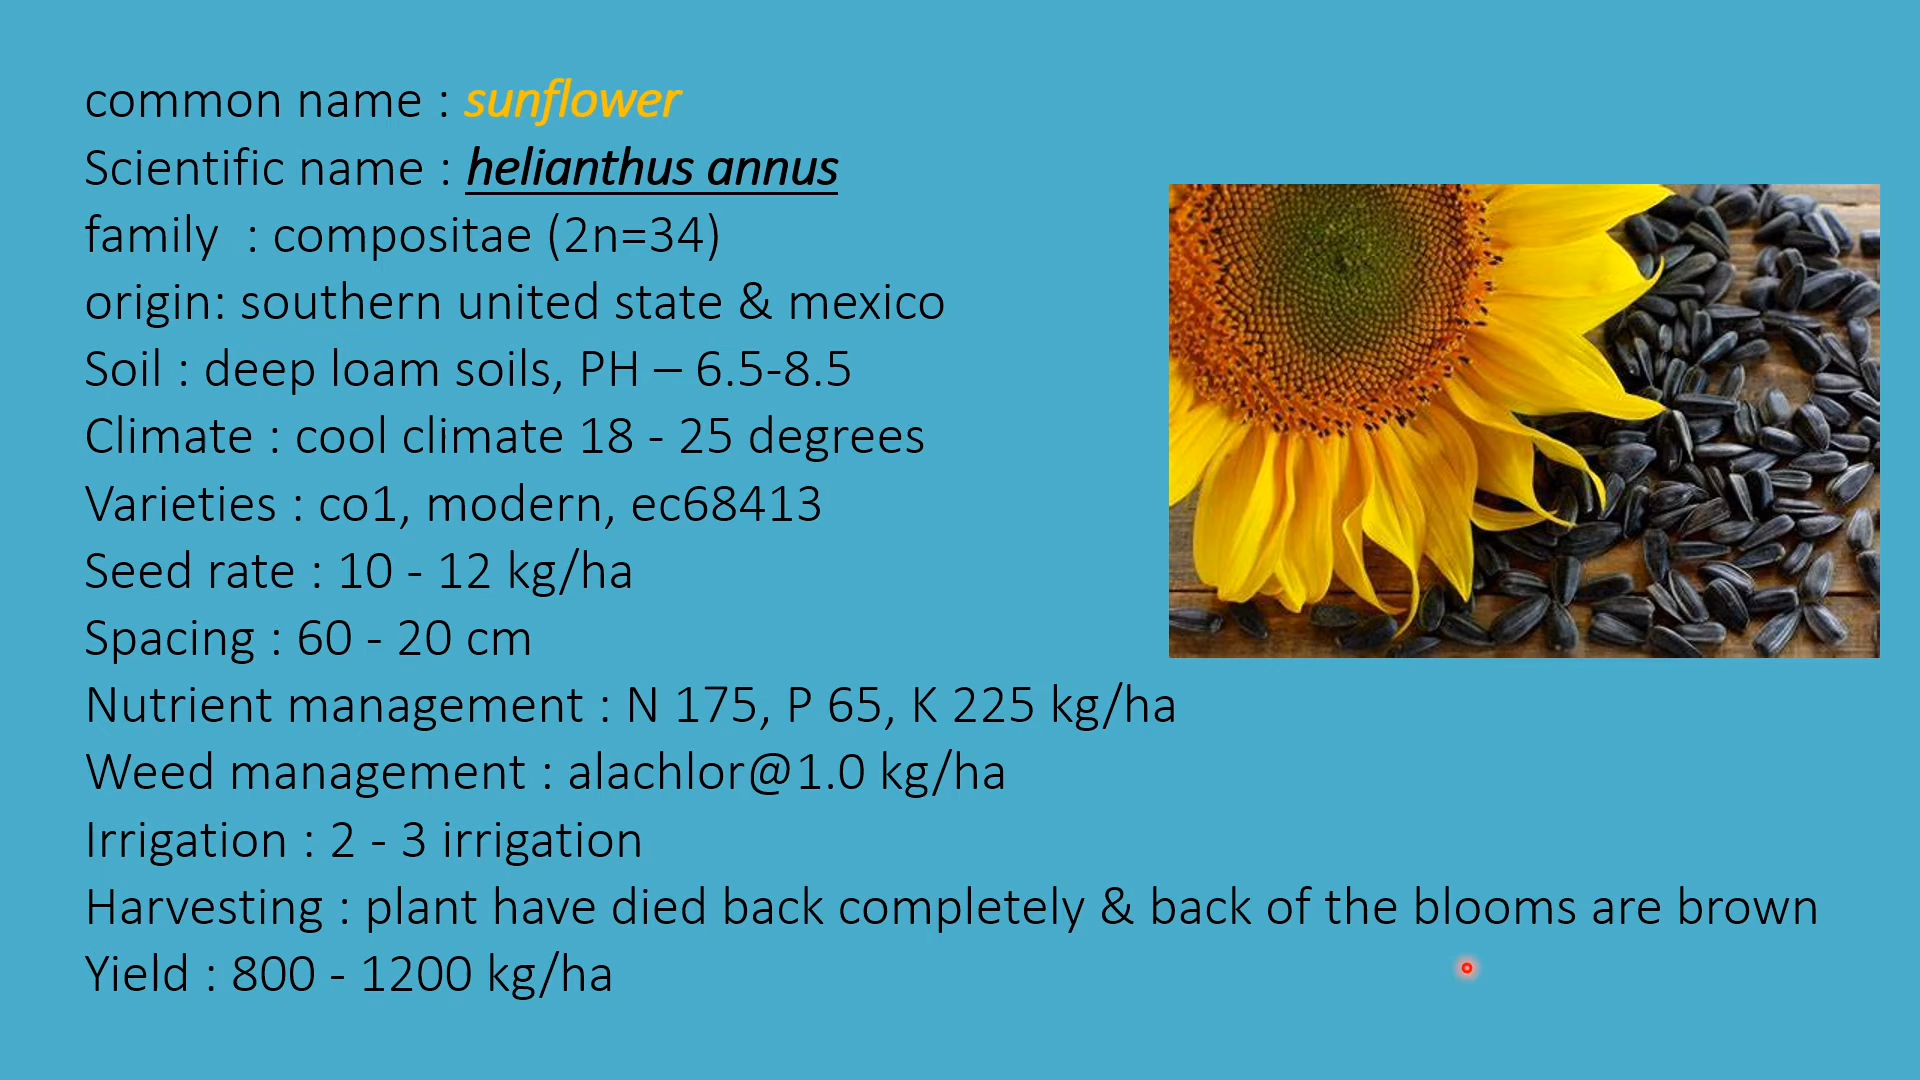 common name : sunflower
Scientific name : helianthus annus
family : compositae (2n=34)
origin: southern united state & mexico
Soil : deep loam soils, PH – 6.5-8.5
Climate : cool climate 18 - 25 degrees
Varieties : co1, modern, ec68413
Seed rate : 10 - 12 kg/ha
Spacing : 60 - 20 cm
Nutrient management : N 175, P 65, K 225 kg/ha
Weed management : alachlor@1.0 kg/ha
Irrigation : 2 - 3 irrigation
Harvesting : plant have died back completely & back of the blooms are brown
Yield : 800 - 1200 kg/ha